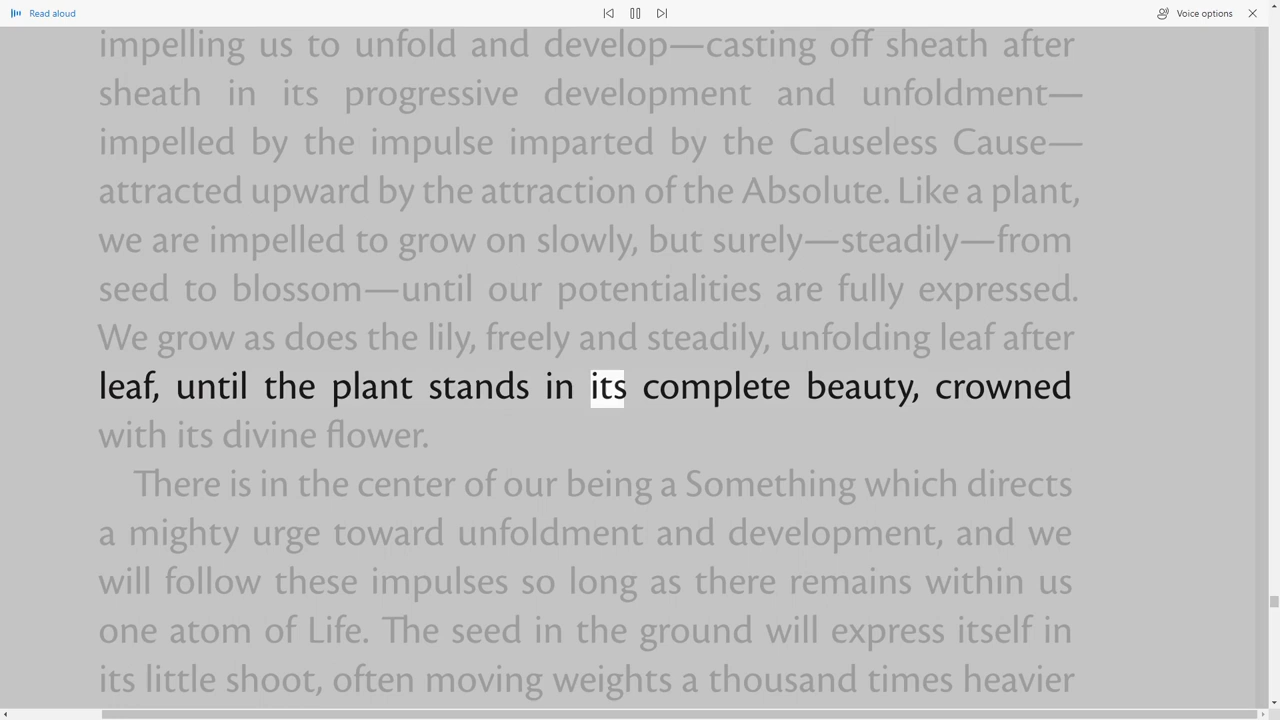 Read aloud
Voice options
impelling us to unfold and develop—casting off sheath after
sheath in its progressive development and unfoldment—
impelled by the impulse imparted by the Causeless Cause—
attracted upward by the attraction of the Absolute. Like a plant,
we are impelled to grow on slowly, but surely—steadily—from
seed to blossom—until our potentialities are fully expressed.
We grow as does the lily, freely and steadily, unfolding leaf after
leaf, until the plant stands in its complete beauty, crowned
with its divine flower.
There is in the center of our being a Something which directs
a mighty urge toward unfoldment and development, and we
will follow these impulses so long as there remains within us
one atom of Life. The seed in the ground will express itself in
its little shoot, often moving weights a thousand times heavier